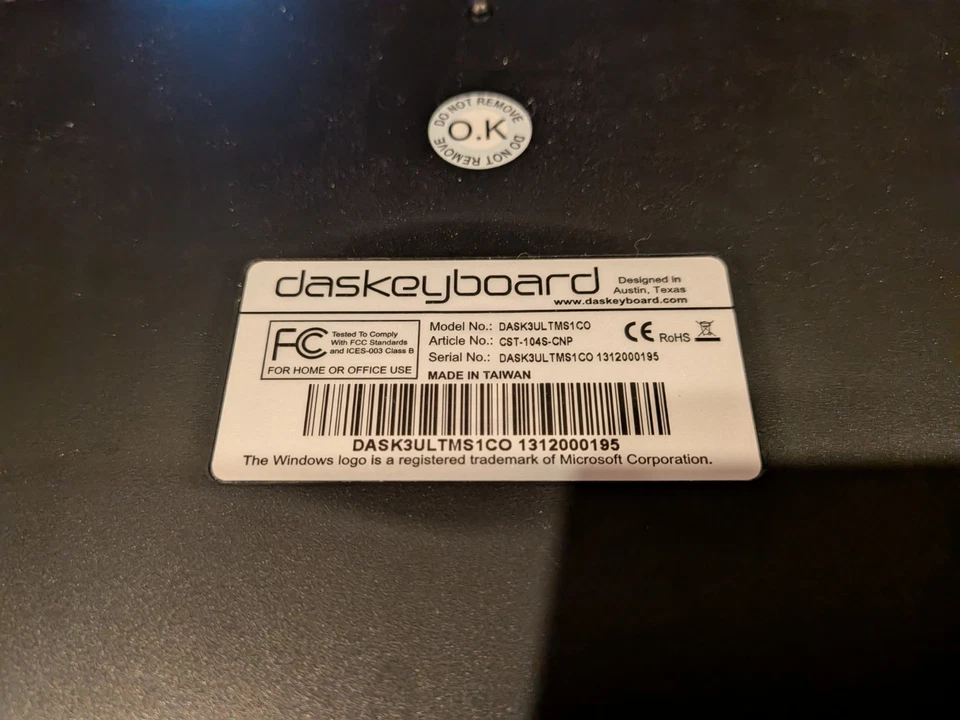 DO NOT REMOVE
O.K
DO NOT REMOVE
daskeyboard
Designed in
Austin, Texas
www.daskeyboard.com
FC
Tested To Comply
With FCC Standards
and ICES-003 Class B
FOR HOME OR OFFICE USE
Model No.: DASK3ULTMS1CO
Article No.: CST-104S-CNP
Serial No.: DASK3ULTMS1CO 1312000195
MADE IN TAIWAN
CE RoHS
DASK3ULTMS1CO 1312000195
The Windows logo is a registered trademark of Microsoft Corporation.